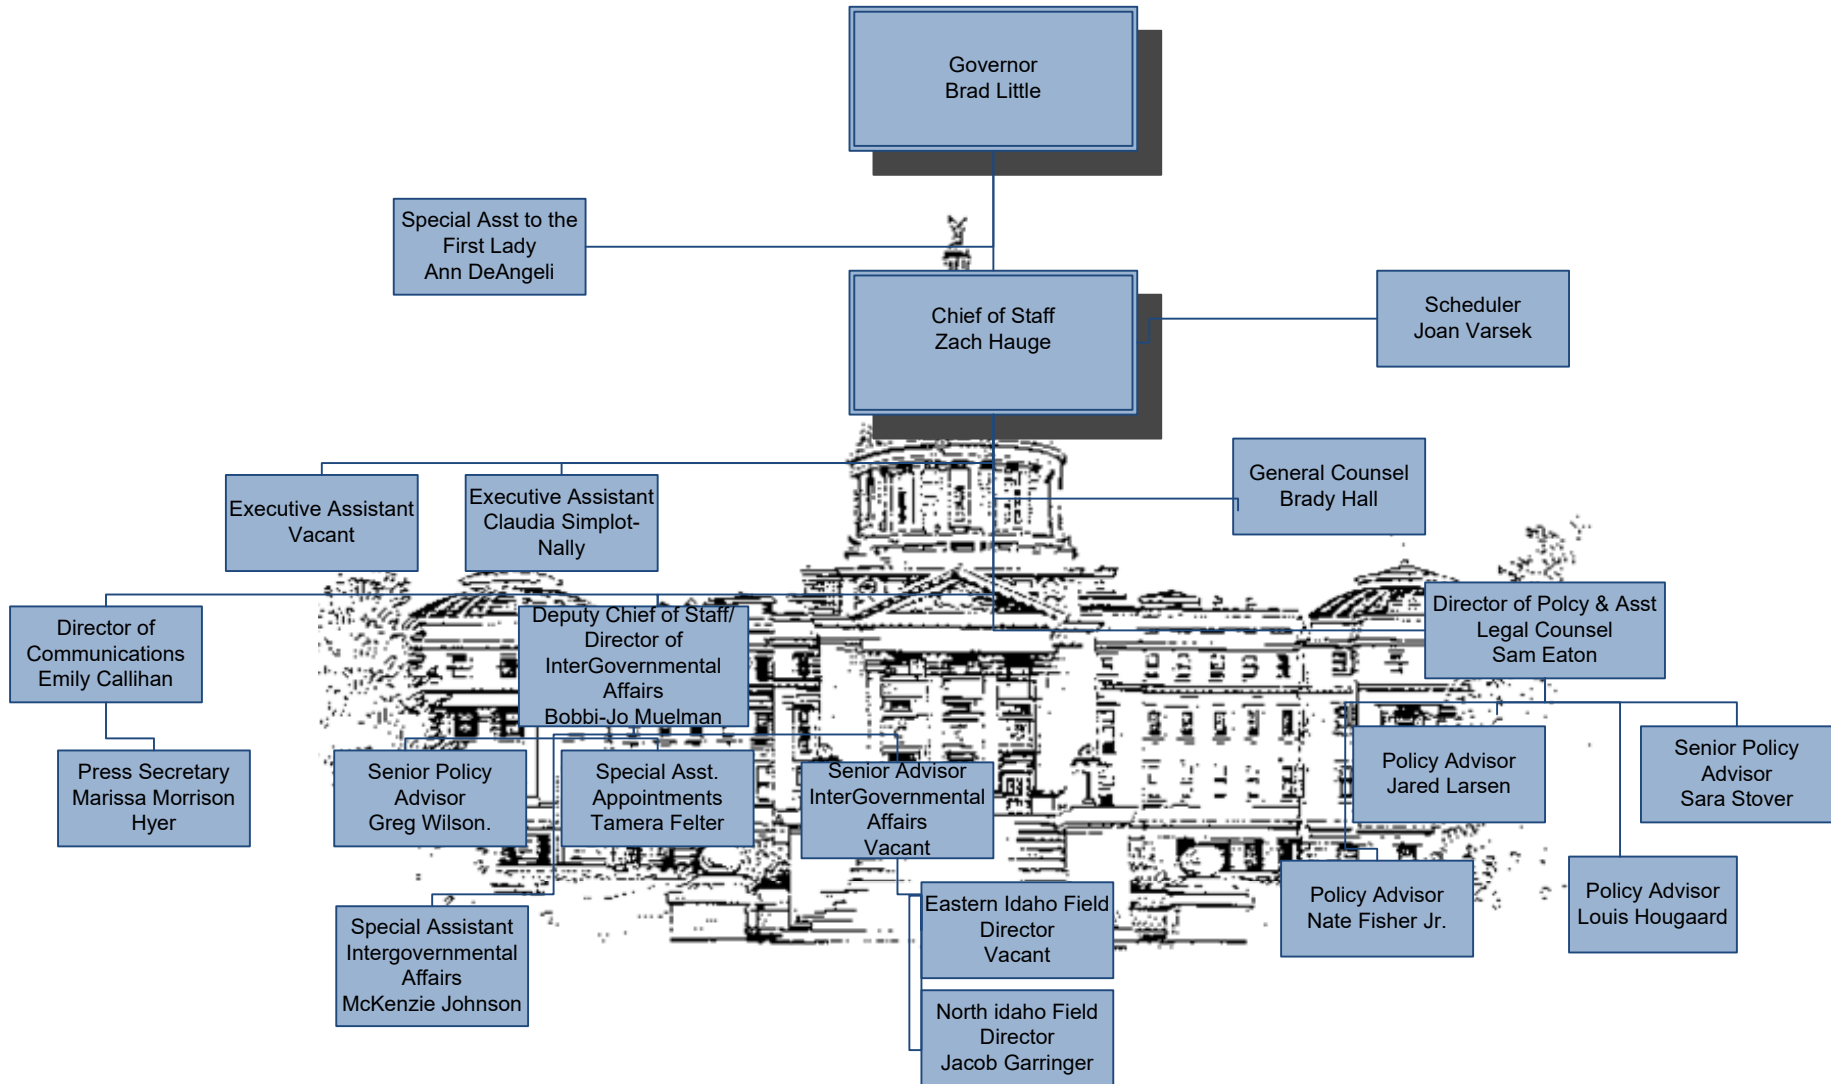 Governor
Brad Little
Special Asst to the
First Lady
Ann DeAngeli
Chief of Staff
Zach Hauge
Scheduler
Joan Varsek
General Counsel
Brady Hall
Executive Assistant
Vacant
Executive Assistant
Claudia Simplot-
Nally
Director of
Communications
Emily Callihan
Deputy Chief of Staff/
Director of
InterGovernmental
Affairs
Bobbi-Jo Muelman
Director of Polcy & Asst
Legal Counsel
Sam Eaton
Press Secretary
Marissa Morrison
Hyer
Senior Policy
Advisor
Greg Wilson.
Special Asst.
Appointments
Tamera Felter
Senior Advisor
InterGovernmental
Affairs
Vacant
Policy Advisor
Jared Larsen
Senior Policy
Advisor
Sara Stover
Special Assistant
Intergovernmental
Affairs
McKenzie Johnson
Eastern Idaho Field
Director
Vacant
Policy Advisor
Nate Fisher Jr.
Policy Advisor
Louis Hougaard
North idaho Field
Director
Jacob Garringer